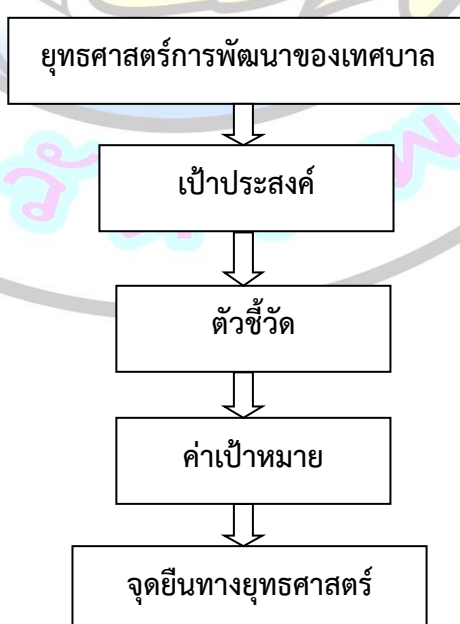 ยุทธศาสตร์การพัฒนาของเทศบาล
เป้าประสงค์
ตัวชี้วัด
ค่าเป้าหมาย
จุดยืนทางยุทธศาสตร์